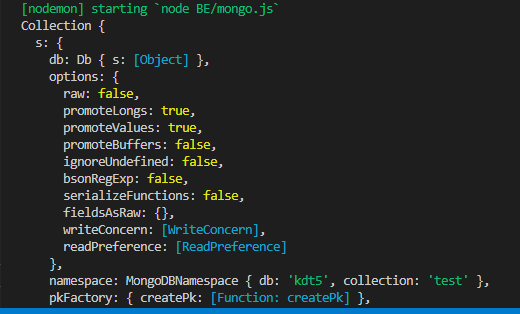 [nodemon] starting `node BE/mongo.js`
Collection {
  s: {
    db: Db { s: [Object] },
    options: {
      raw: false,
      promoteLongs: true,
      promoteValues: true,
      promoteBuffers: false,
      ignoreUndefined: false,
      bsonRegExp: false,
      serializeFunctions: false,
      fieldsAsRaw: {},
      writeConcern: [WriteConcern],
      readPreference: [ReadPreference]
    },
    namespace: MongoDBNamespace { db: 'kdt5', collection: 'test' },
    pkFactory: { createPk: [Function: createPk] },